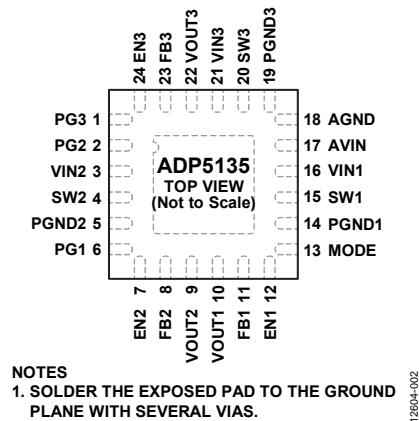 24 EN3
23 FB3
22 VOUT3
21 VIN3
20 SW3
19 PGND3
PG3 1
PG2 2
VIN2 3
SW2 4
PGND2 5
PG1 6
ADP5135
TOP VIEW
(Not to Scale)
18 AGND
17 AVIN
16 VIN1
15 SW1
14 PGND1
13 MODE
EN2 7
FB2 8
VOUT2 9
VOUT1 10
FB1 11
EN1 12
NOTES
1. SOLDER THE EXPOSED PAD TO THE GROUND
PLANE WITH SEVERAL VIAS.
12604-002